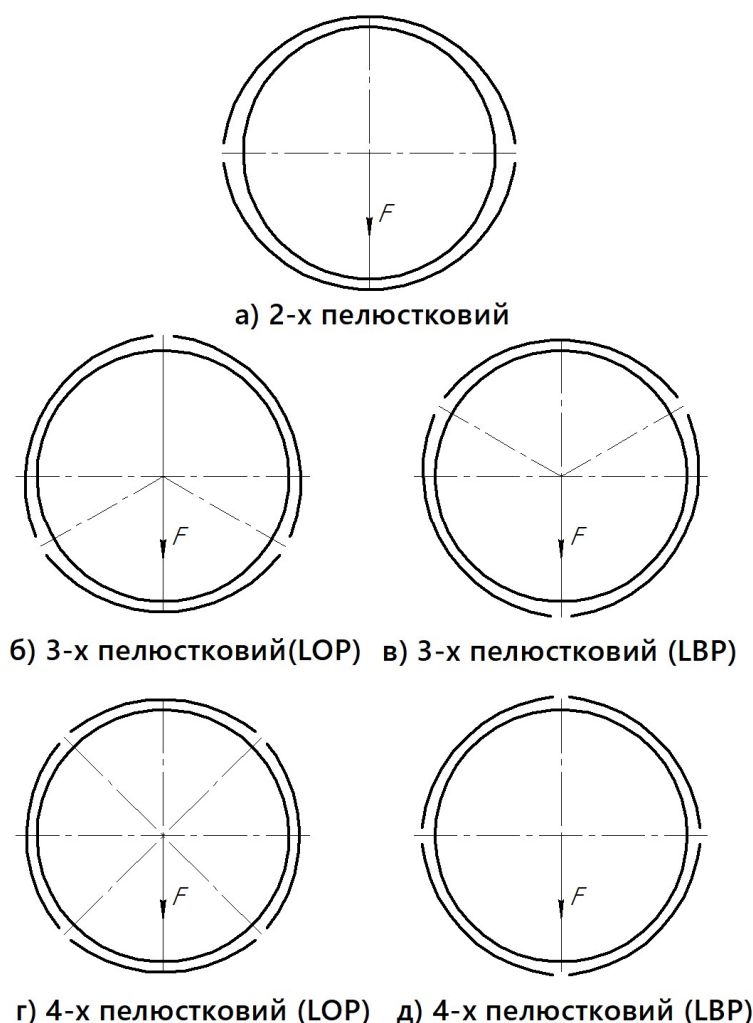 F
а) 2-х пелюстковий
F
F
б) 3-х пелюстковий(LOP)
в) 3-х пелюстковий (LBP)
F
F
г) 4-х пелюстковий (LOP)
д) 4-х пелюстковий (LBP)